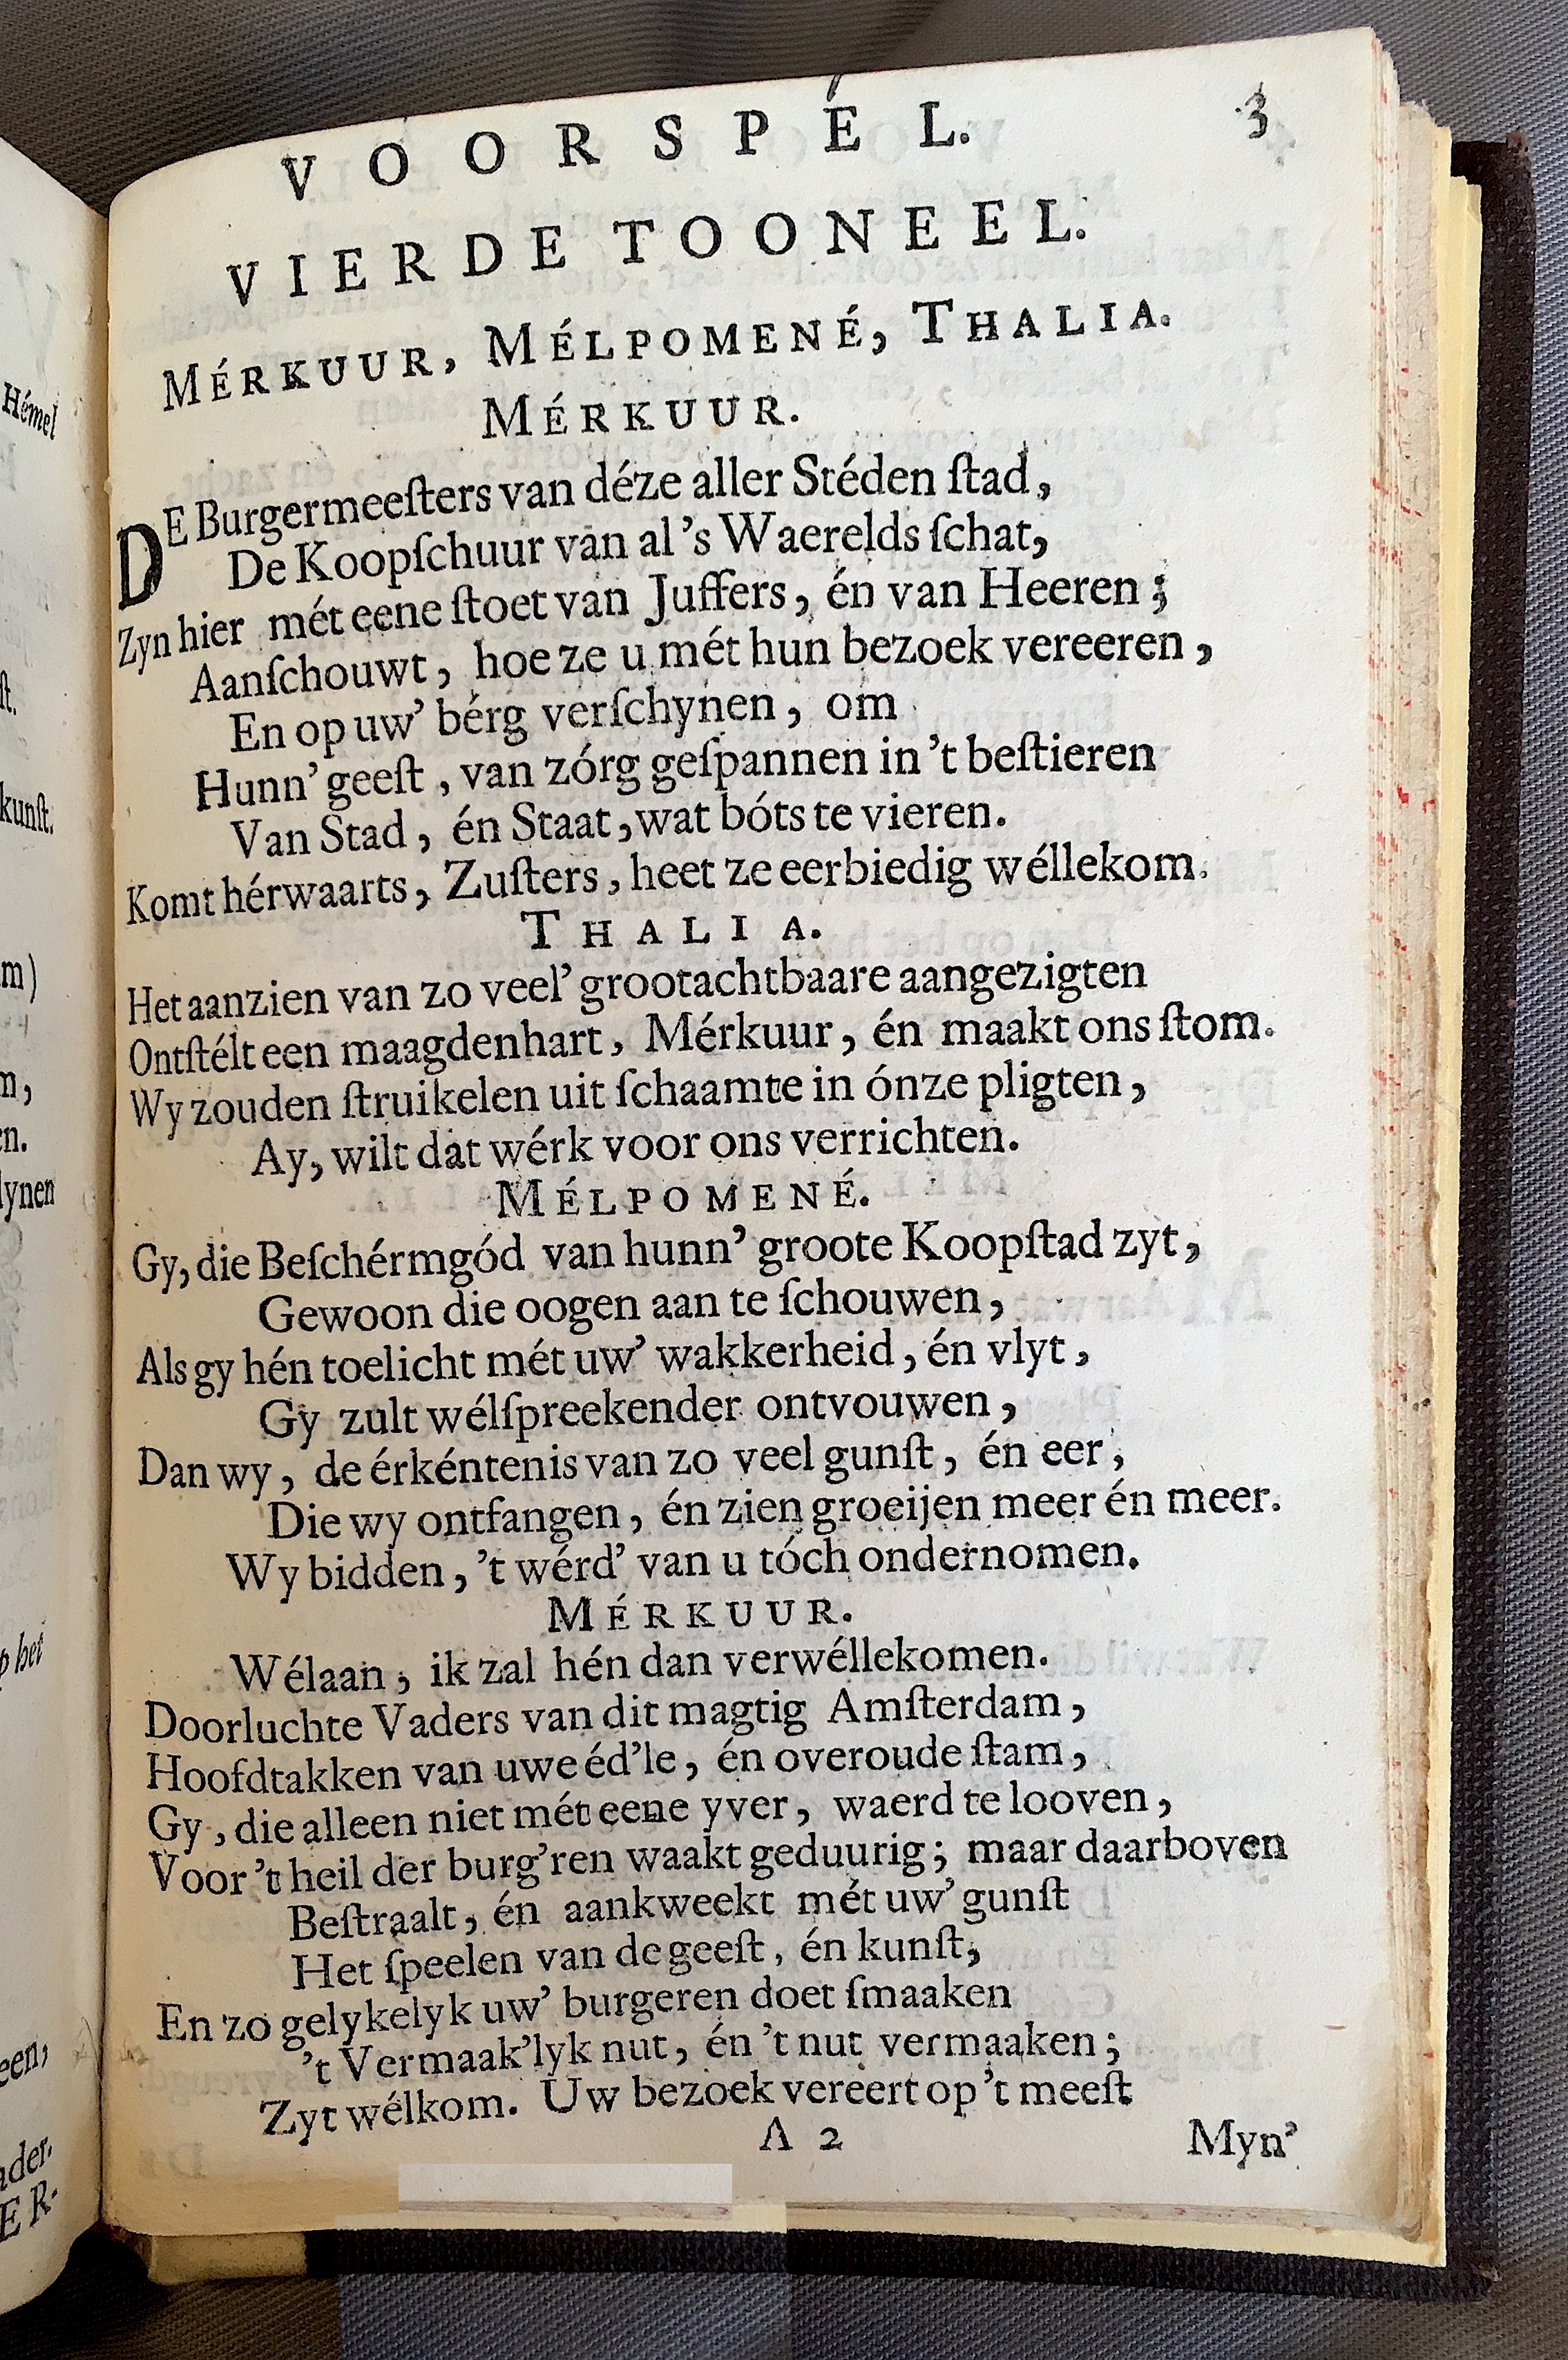 Hémel
ſt.
kunſt.
m)
m,
en.
lynen
p het
een,
ader.
E R-
VOORSPÉL. 3
VIERDE TOONEEL.
MÉRKUUR, MÉLPOMENÉ, THALIA.
MÉRKUUR.
DE Burgermeeſters van déze aller Stéden ſtad,
De Koopſchuur van al 's Waerelds ſchat,
Zyn hier mét eene ſtoet van Juffers, én van Heeren;
Aanſchouwt, hoe ze u mét hun bezoek vereeren,
En op uw' bérg verſchynen, om
Hunn' geeſt, van zórg geſpannen in 't beſtieren
Van Stad, én Staat, wat bóts te vieren.
Komt hérwaarts, Zuſters, heet ze eerbiedig wéllekom.
THALIA.
Het aanzien van zo veel' grootachtbaare aangezigten
Ontſtélt een maagdenhart, Mérkuur, én maakt ons ſtom.
Wy zouden ſtruikelen uit ſchaamte in ónze pligten,
Ay, wilt dat wérk voor ons verrichten.
MÉLPOMENÉ.
Gy, die Beſchérmgód van hunn' groote Koopſtad zyt,
Gewoon die oogen aan te ſchouwen,
Als gy hén toelicht mét uw' wakkerheid, én vlyt,
Gy zult wélſpreekender ontvouwen,
Dan wy, de érkéntenis van zo veel gunſt, én eer,
Die wy ontfangen, én zien groeijen meer én meer.
Wy bidden, 't wérd' van u tóch ondernomen.
MÉRKUUR.
Wélaan, ik zal hén dan verwéllekomen.
Doorluchte Vaders van dit magtig Amſterdam,
Hoofdtakken van uwe éd'le, én overoude ſtam,
Gy, die alleen niet mét eene yver, waerd te looven,
Voor 't heil der burg'ren waakt geduurig; maar daarboven
Beſtraalt, én aankweekt mét uw' gunſt
Het ſpeelen van de geeſt, én kunſt,
En zo gelykelyk uw' burgeren doet ſmaaken
't Vermaak'lyk nut, én 't nut vermaaken;
Zyt wélkom. Uw bezoek vereert op 't meeſt
A 2 Myn'